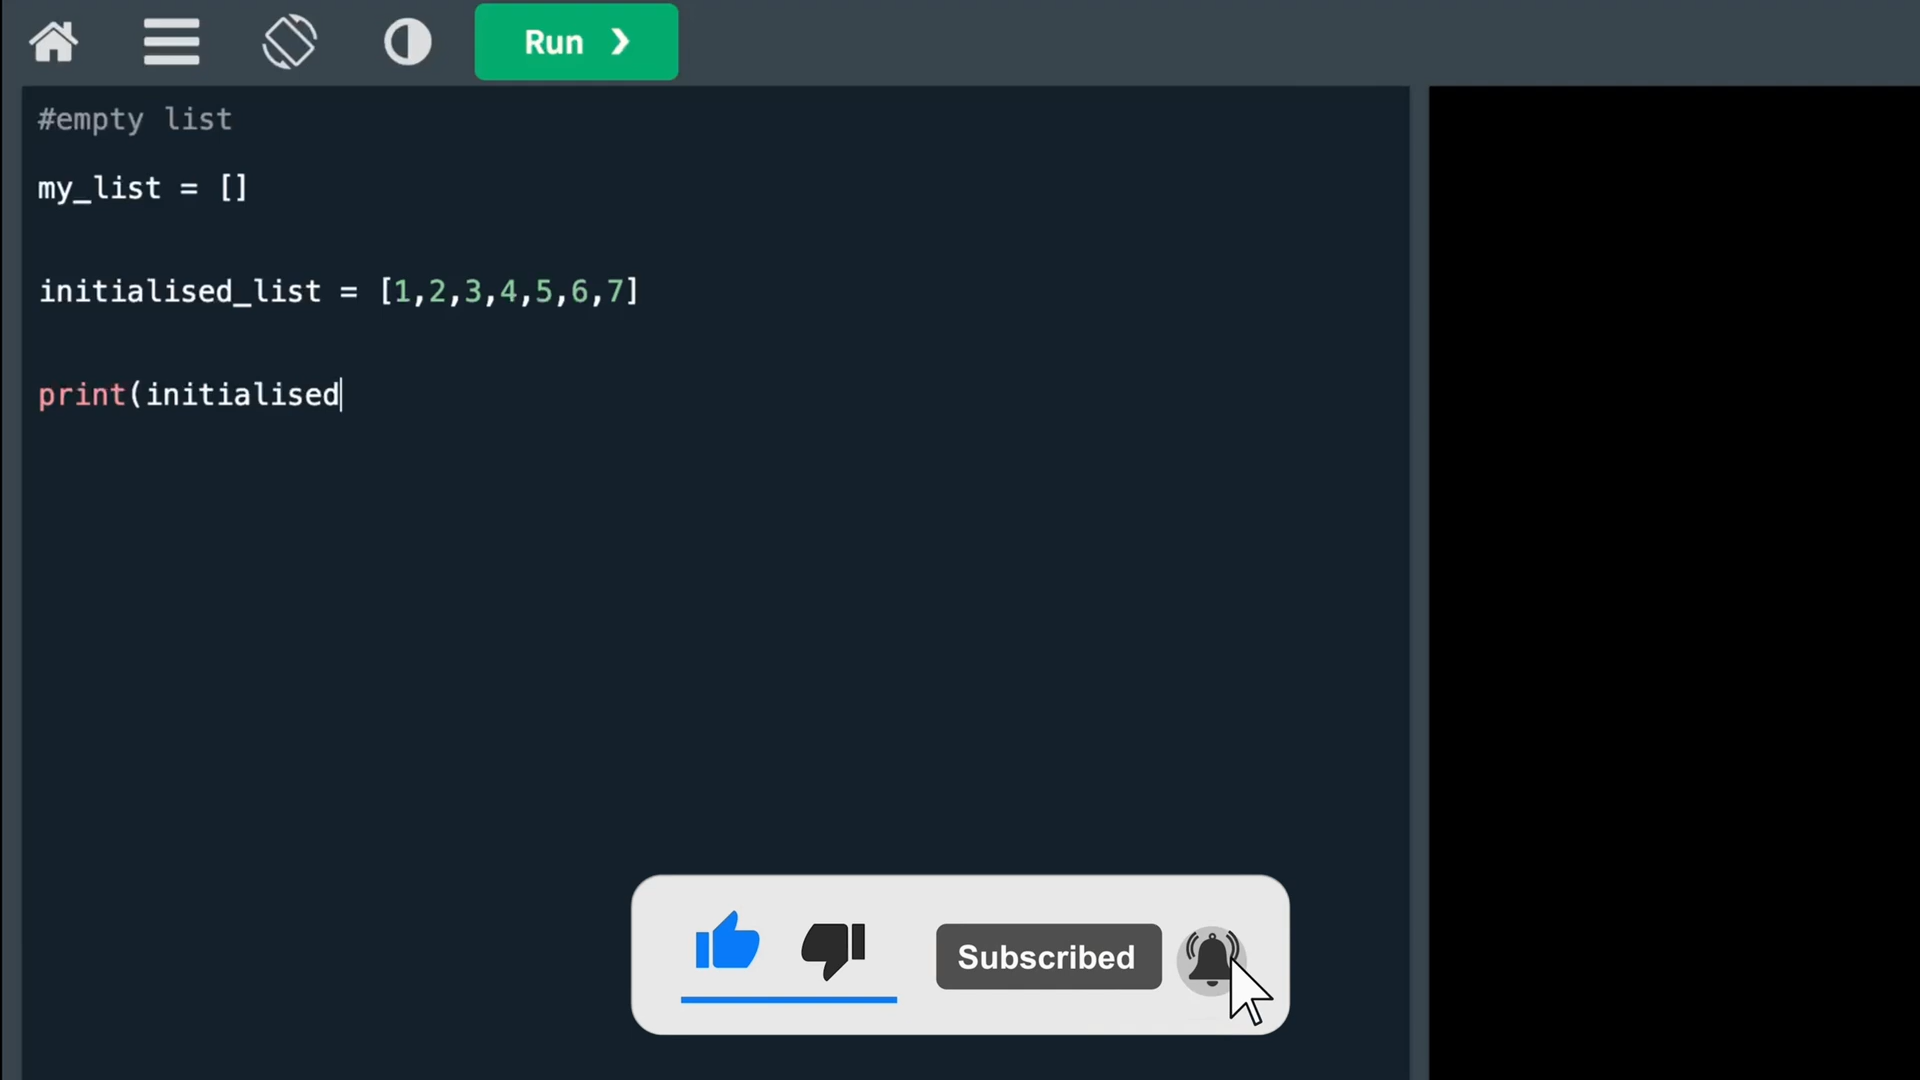 Run
#empty list
my_list = []
initialised_list = [1,2,3,4,5,6,7]
print(initialised
Subscribed